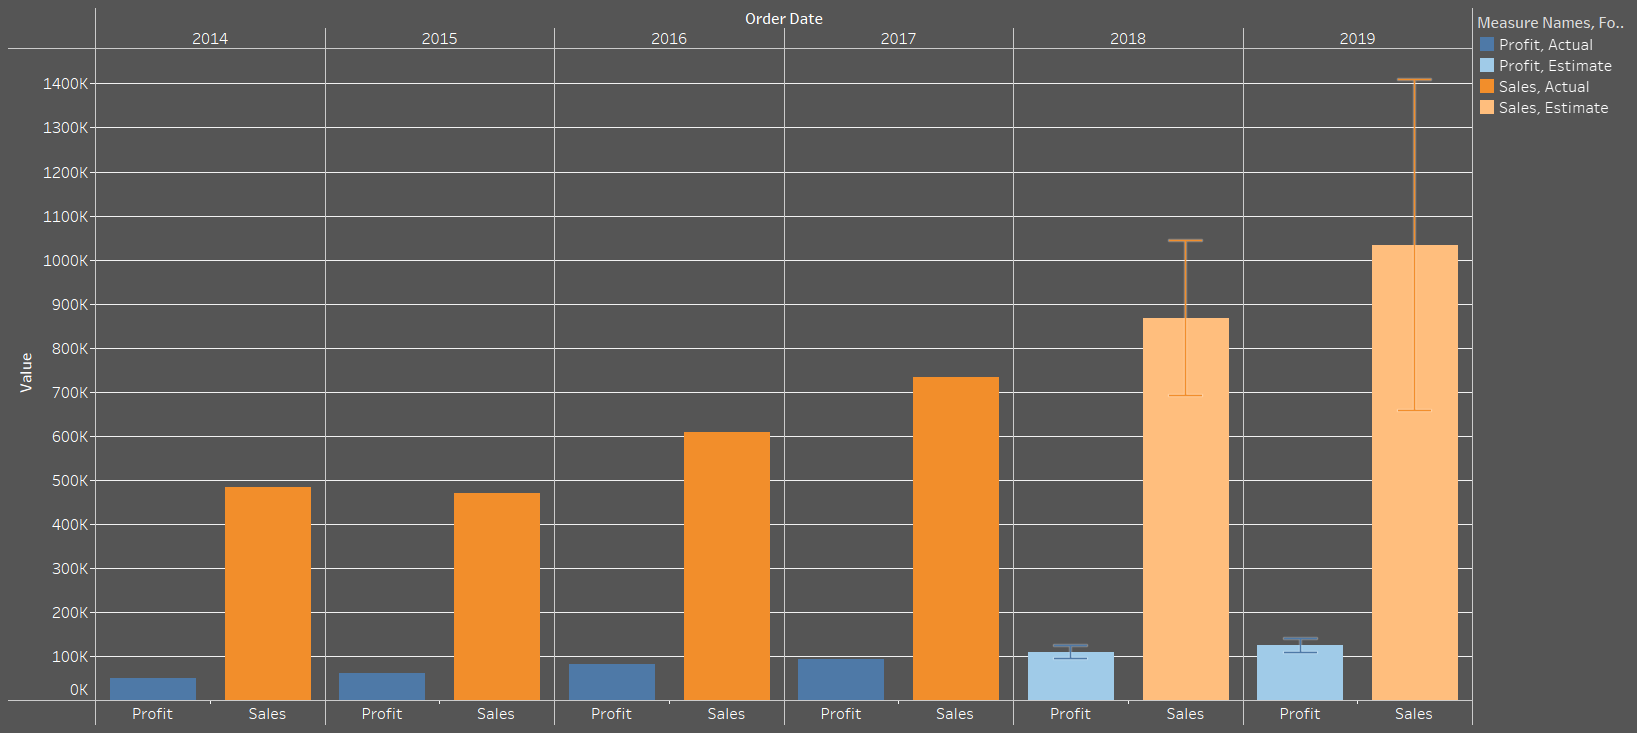 Order Date
2014 2015 2016 2017 2018 2019
Measure Names, Fo..
Profit, Actual
Profit, Estimate
Sales, Actual
Sales, Estimate
Value
1400K
1300K
1200K
1100K
1000K
900K
800K
700K
600K
500K
400K
300K
200K
100K
0K
Profit Sales Profit Sales Profit Sales Profit Sales Profit Sales Profit Sales